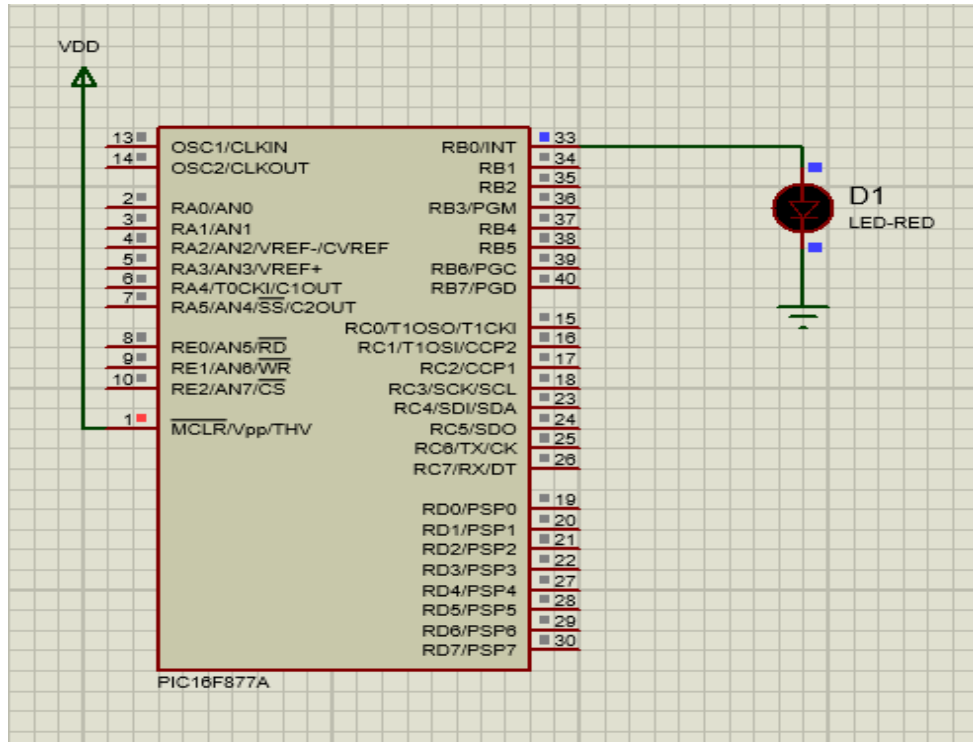 VDD
13 OSC1/CLKIN RB0/INT 33
14 OSC2/CLKOUT RB1 34
RB2 35
2 RA0/AN0 RB3/PGM 36
3 RA1/AN1 RB4 37
4 RA2/AN2/VREF-/CVREF RB5 38
5 RA3/AN3/VREF+ RB6/PGC 39
6 RA4/T0CKI/C1OUT RB7/PGD 40
7 RA5/AN4/SS/C2OUT
RC0/T1OSO/T1CKI 15
8 RE0/AN5/RD RC1/T1OSI/CCP2 16
9 RE1/AN6/WR RC2/CCP1 17
10 RE2/AN7/CS RC3/SCK/SCL 18
RC4/SDI/SDA 23
1 MCLR/Vpp/THV RC5/SDO 24
RC6/TX/CK 25
RC7/RX/DT 26
RD0/PSP0 19
RD1/PSP1 20
RD2/PSP2 21
RD3/PSP3 22
RD4/PSP4 27
RD5/PSP5 28
RD6/PSP6 29
RD7/PSP7 30
PIC16F877A
D1
LED-RED